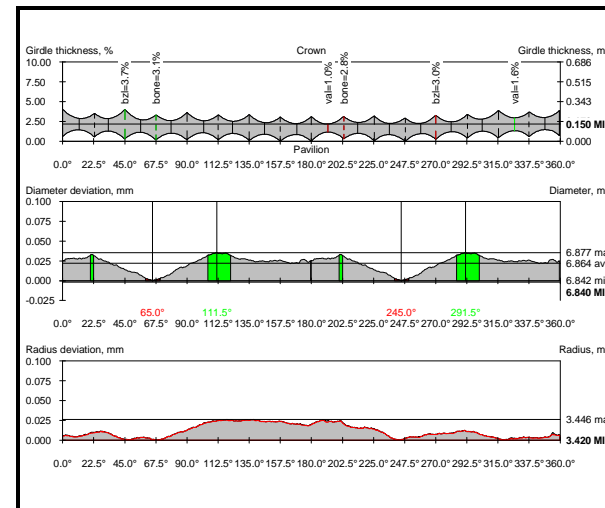 Girdle thickness, % Crown Girdle thickness, m
10.00 0.686
7.50 0.515
5.00 0.343
2.50 0.150 MI
0.00 0.000
bzl=3.7% bone=3.1% val=1.0% bone=2.8% bzl=3.0% val=1.6%
Pavilion
0.0° 22.5° 45.0° 67.5° 90.0° 112.5° 135.0° 157.5° 180.0° 202.5° 225.0° 247.5° 270.0° 292.5° 315.0° 337.5° 360.0°
Diameter deviation, mm Diameter, m
0.100
0.075
0.050
0.025 6.877 ma
6.864 av
0.000 6.842 mi
-0.025 6.840 MI
65.0° 111.5° 245.0° 291.5°
0.0° 22.5° 45.0° 67.5° 90.0° 112.5° 135.0° 157.5° 180.0° 202.5° 225.0° 247.5° 270.0° 292.5° 315.0° 337.5° 360.0°
Radius deviation, mm Radius, m
0.100
0.075
0.050
0.025 3.446 ma
0.000 3.420 MI
0.0° 22.5° 45.0° 67.5° 90.0° 112.5° 135.0° 157.5° 180.0° 202.5° 225.0° 247.5° 270.0° 292.5° 315.0° 337.5° 360.0°